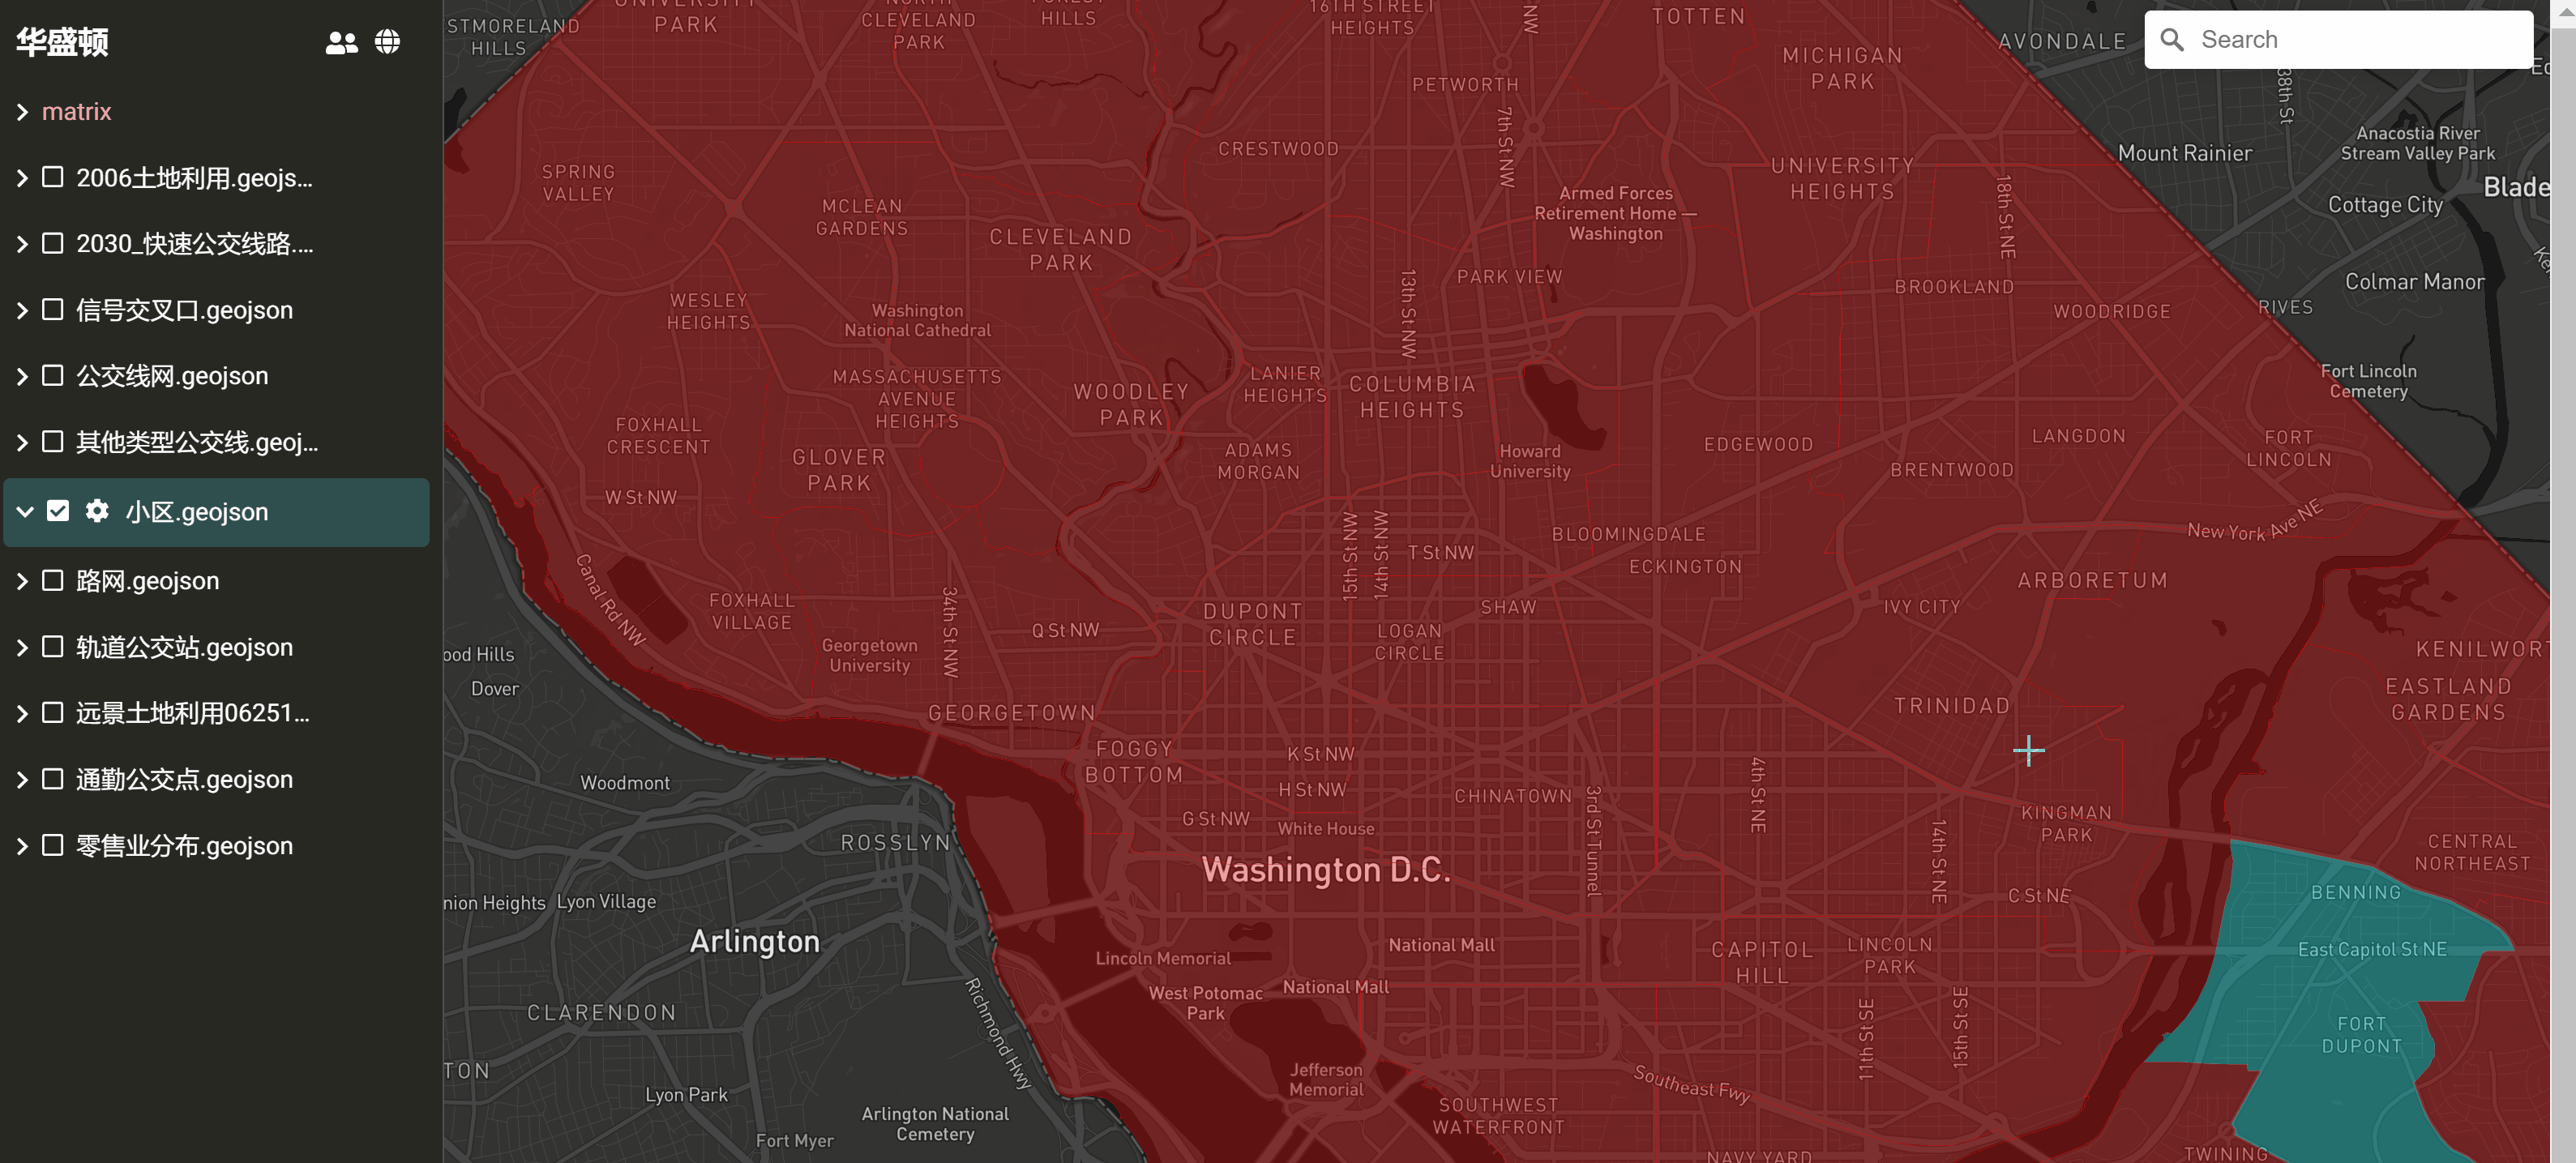 华盛顿
matrix
2006土地利用.geojs...
2030_快速公交线路....
信号交叉口.geojson
公交线网.geojson
其他类型公交线.geoj...
小区.geojson
路网.geojson
轨道公交站.geojson
远景土地利用06251...
通勤公交点.geojson
零售业分布.geojson
Search
STMORELAND
HILLS
UNIVERSITY
PARK
NORTH
CLEVELAND
PARK
FOREST
HILLS
16TH STREET
HEIGHTS
NW
TOTTEN
MICHIGAN
PARK
AVONDALE
38th St
Mount Rainier
Anacostia River
Stream Valley Park
Blade
Cottage City
Colmar Manor
SPRING
VALLEY
MCLEAN
GARDENS
CLEVELAND
PARK
CRESTWOOD
PETWORTH
7th St NW
Armed Forces
Retirement Home —
Washington
UNIVERSITY
HEIGHTS
18th St NE
PARK VIEW
13th St NW
BROOKLAND
WOODRIDGE
RIVES
WESLEY
HEIGHTS
Washington
National Cathedral
MASSACHUSETTS
AVENUE
HEIGHTS
WOODLEY
PARK
LANIER
HEIGHTS
COLUMBIA
HEIGHTS
Fort Lincoln
Cemetery
FOXHALL
CRESCENT
GLOVER
PARK
ADAMS
MORGAN
Howard
University
EDGEWOOD
BRENTWOOD
LANGDON
FORT
LINCOLN
W St NW
15th St NW
14th St NW
T St NW
BLOOMINGDALE
ECKINGTON
New York Ave NE
ARBORETUM
Canal Rd NW
FOXHALL
VILLAGE
34th St NW
Q St NW
DUPONT
CIRCLE
LOGAN
CIRCLE
SHAW
IVY CITY
Georgetown
University
ood Hills
Dover
KENILWORT
EASTLAND
GARDENS
GEORGETOWN
FOGGY
BOTTOM
K St NW
H St NW
G St NW
White House
CHINATOWN
3rd St Tunnel
4th St NE
TRINIDAD
KINGMAN
PARK
14th St NE
CENTRAL
NORTHEAST
Woodmont
ROSSLYN
Washington D.C.
C St NE
BENNING
nion Heights
Lyon Village
Arlington
Lincoln Memorial
National Mall
CAPITOL
HILL
LINCOLN
PARK
East Capitol St NE
West Potomac
Park
National Mall
CLARENDON
Richmond Hwy
11th St SE
15th St SE
FORT
DUPONT
TON
Lyon Park
Jefferson
Memorial
Southeast Fwy
Arlington National
Cemetery
SOUTHWEST
WATERFRONT
Fort Myer
NAVY YARD
TWINING